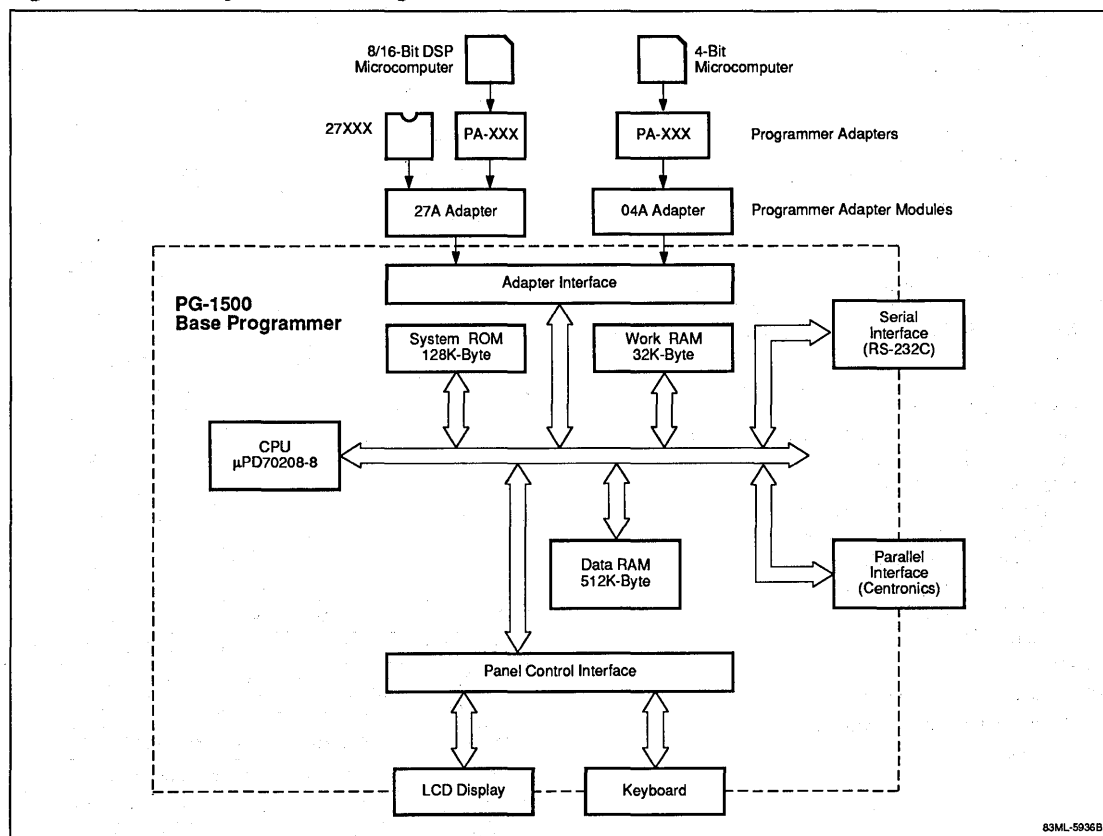 8/16-Bit DSP
Microcomputer
4-Bit
Microcomputer
27XXX
PA-XXX
PA-XXX
Programmer Adapters
27A Adapter
04A Adapter
Programmer Adapter Modules
Adapter Interface
PG-1500
Base Programmer
System ROM
128K-Byte
Work RAM
32K-Byte
Serial
Interface
(RS-232C)
CPU
µPD70208-8
Data RAM
512K-Byte
Parallel
Interface
(Centronics)
Panel Control Interface
LCD Display
Keyboard
83ML-5936B